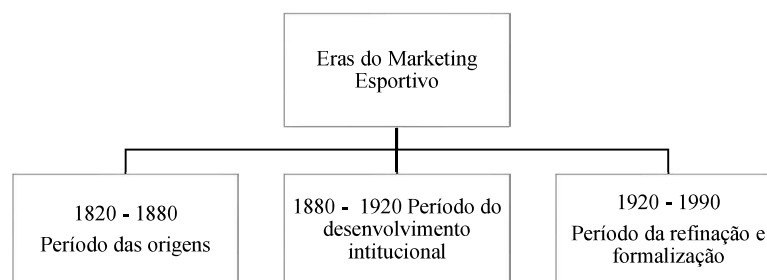 Eras do Marketing
Esportivo
1820 - 1880
Período das origens
1880 - 1920 Período do
desenvolvimento
intitucional
1920 - 1990
Período da refinação e
formalização